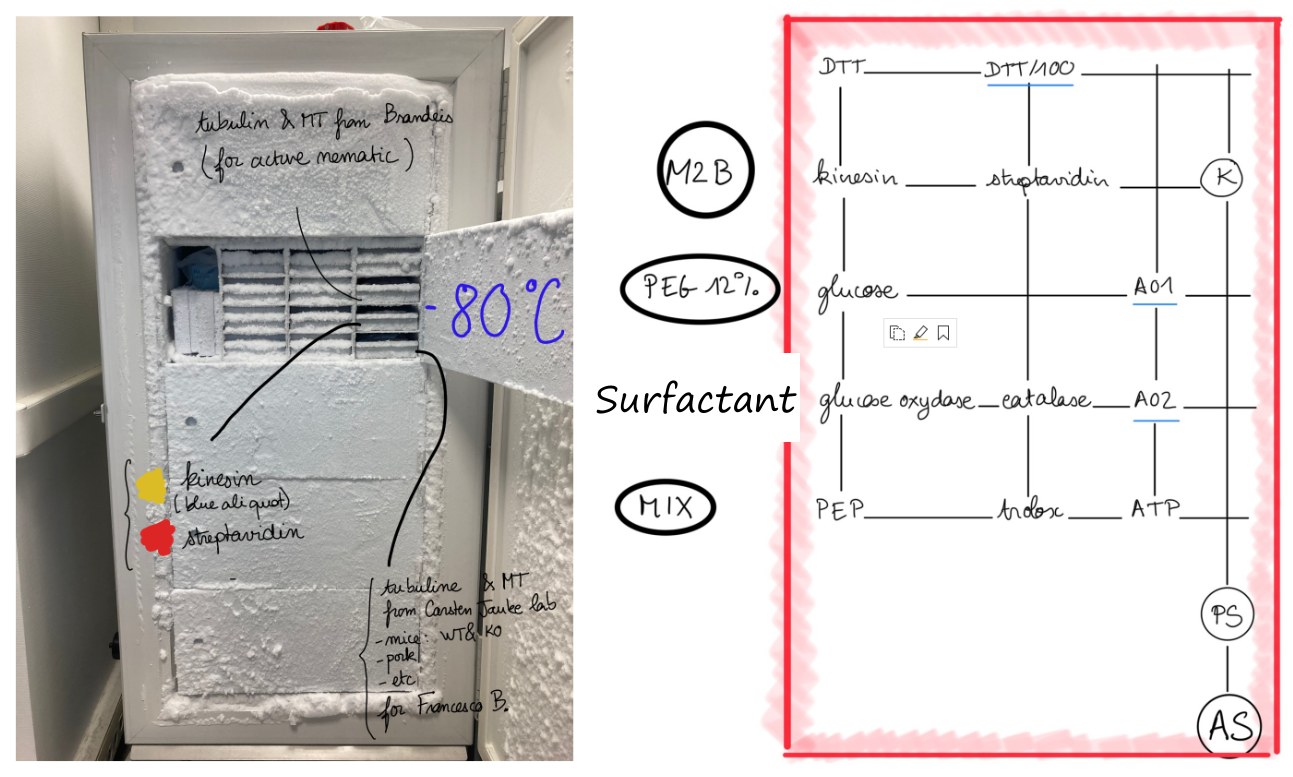 tubulin & MT from Brandeis
(for active nematic)
-80°C
kinesin
(blue aliquot)
streptavidin
tubuline & MT
from Carsten Janke lab
- mice: WT & KO
- pork
- etc
for Francesca B.
M2B
PEG 12%
Surfactant
MIX
DTT DTT/100
kinesin streptavidin K
glucose A01
glucose oxydase catalase A02
PEP trolox ATP
PS
AS